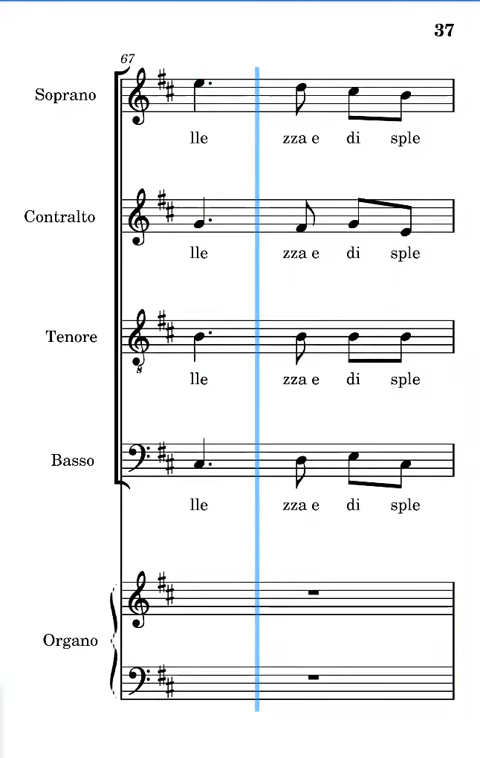 37
67
Soprano
lle zza e di sple
Contralto
lle zza e di sple
Tenore
8
lle zza e di sple
Basso
lle zza e di sple
Organo